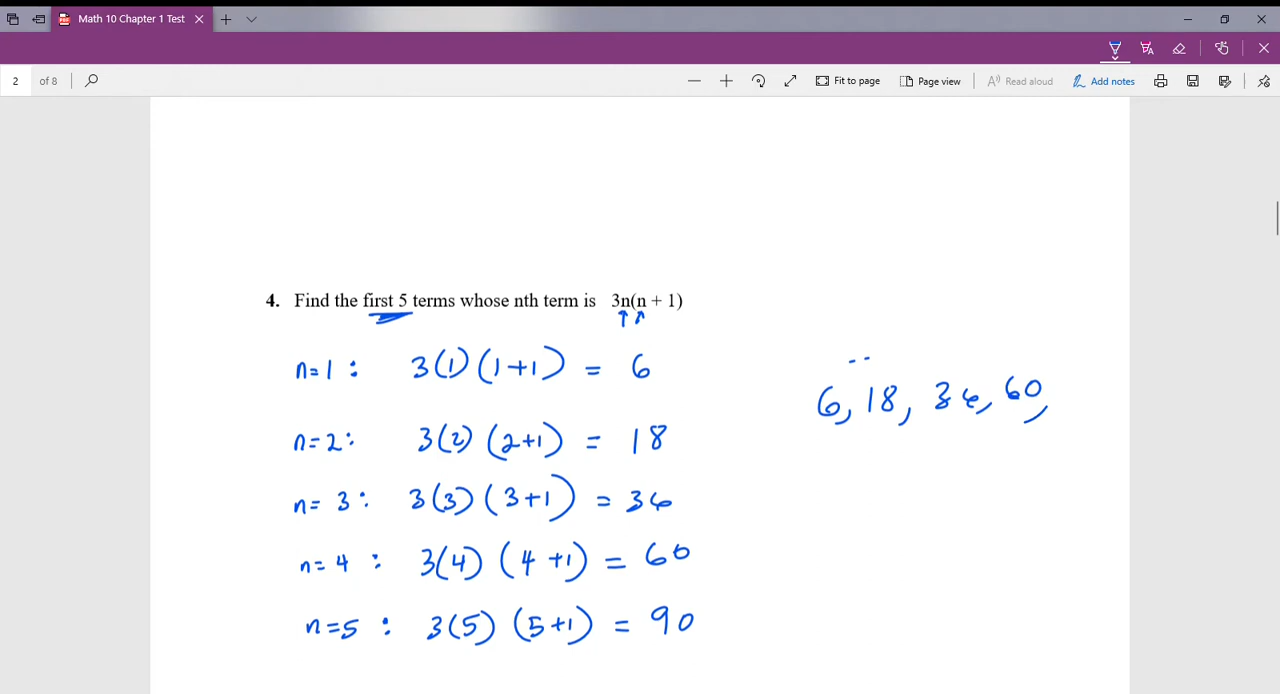 Math 10 Chapter 1 Test
2 of 8 Fit to page Page view Read aloud Add notes
4. Find the first 5 terms whose nth term is 3n(n + 1)
n=1 : 3(1)(1+1) = 6
6, 18, 36, 60,
n=2: 3(2)(2+1) = 18
n= 3: 3(3)(3+1) = 36
n= 4 : 3(4)(4+1) = 60
n=5 : 3(5)(5+1) = 90